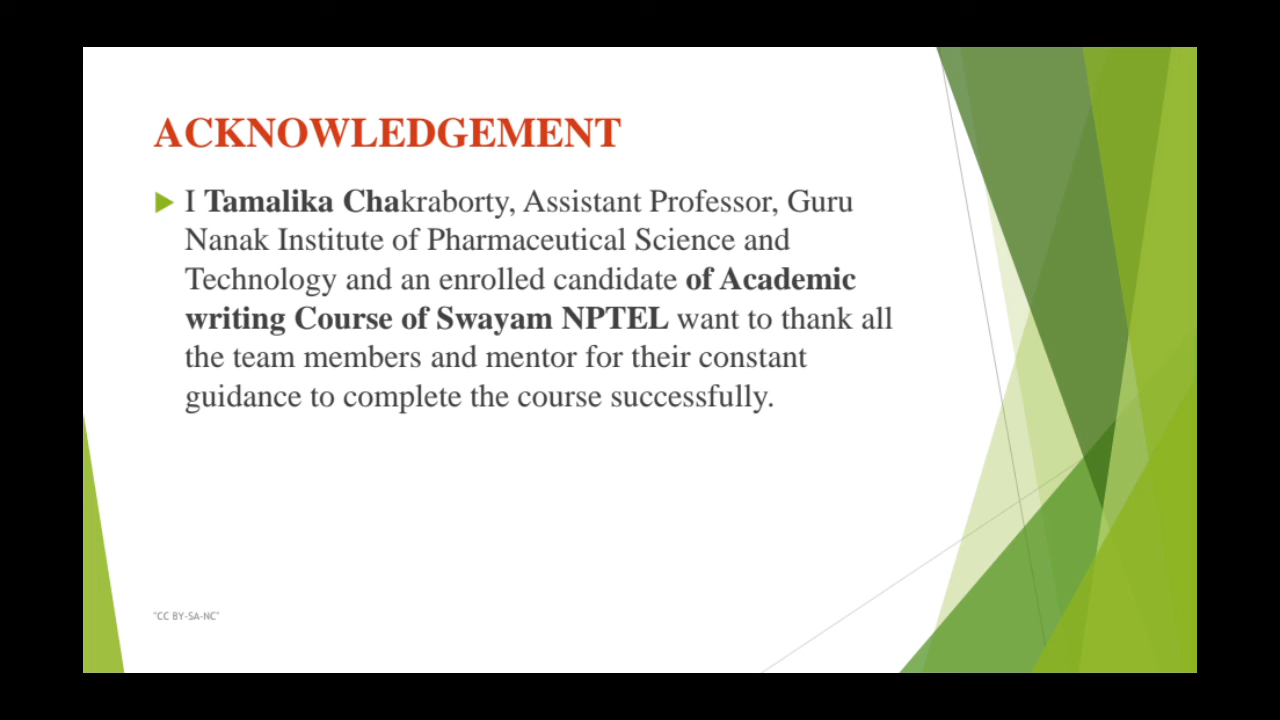 ACKNOWLEDGEMENT
I Tamalika Chakraborty, Assistant Professor, Guru
Nanak Institute of Pharmaceutical Science and
Technology and an enrolled candidate of Academic
writing Course of Swayam NPTEL want to thank all
the team members and mentor for their constant
guidance to complete the course successfully.
"CC BY-SA-NC"